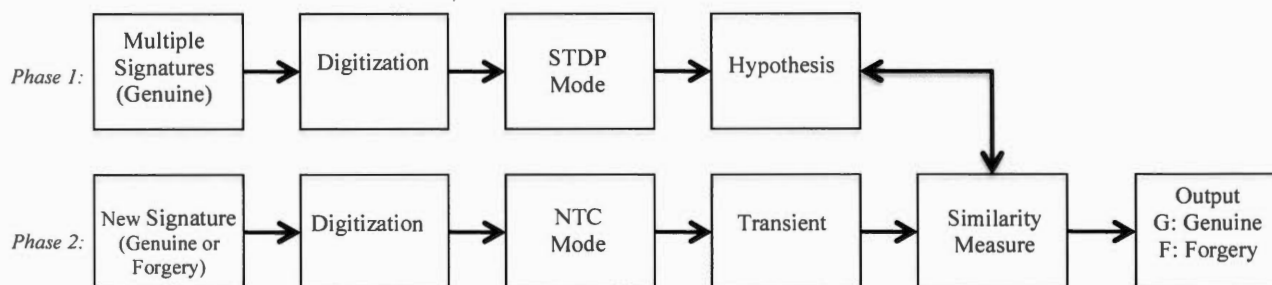 Phase 1:
Multiple
Signatures
(Genuine)
Digitization
STDP
Mode
Hypothesis
Phase 2:
New Signature
(Genuine or
Forgery)
Digitization
NTC
Mode
Transient
Similarity
Measure
Output
G: Genuine
F: Forgery